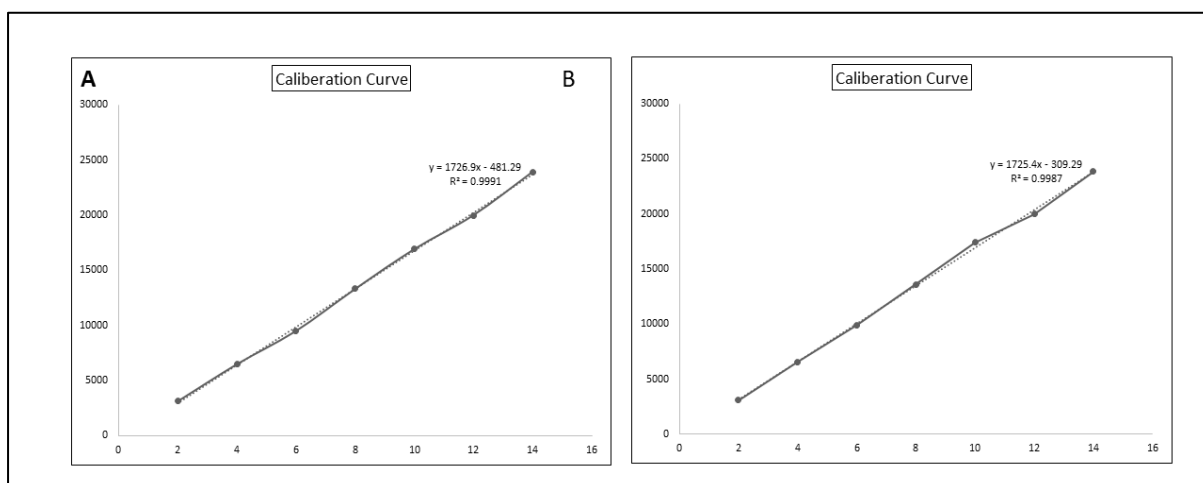 A
Caliberation Curve
B
30000
25000
20000
15000
10000
5000
0
y = 1726.9x - 481.29
R² = 0.9991
0 2 4 6 8 10 12 14 16
Caliberation Curve
30000
25000
20000
15000
10000
5000
0
y = 1725.4x - 309.29
R² = 0.9987
0 2 4 6 8 10 12 14 16